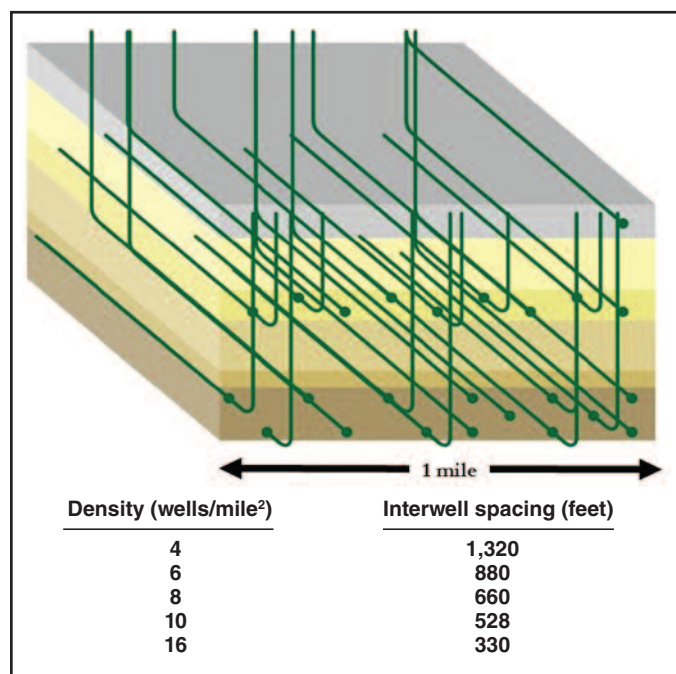 1 mile
Density (wells/mile²) Interwell spacing (feet)
4 1,320
6 880
8 660
10 528
16 330